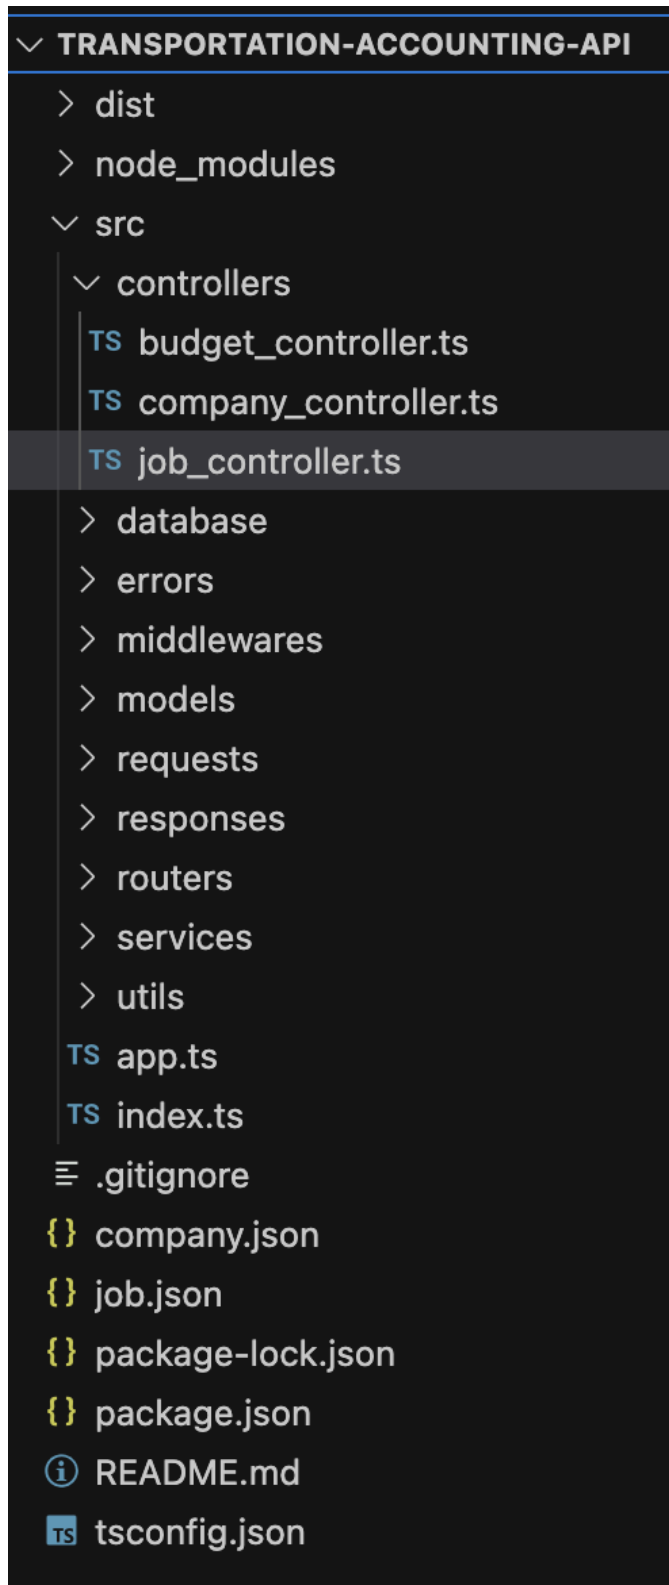 TRANSPORTATION-ACCOUNTING-API
dist
node_modules
src
controllers
TS budget_controller.ts
TS company_controller.ts
TS job_controller.ts
database
errors
middlewares
models
requests
responses
routers
services
utils
TS app.ts
TS index.ts
.gitignore
{} company.json
{} job.json
{} package-lock.json
{} package.json
README.md
TS tsconfig.json